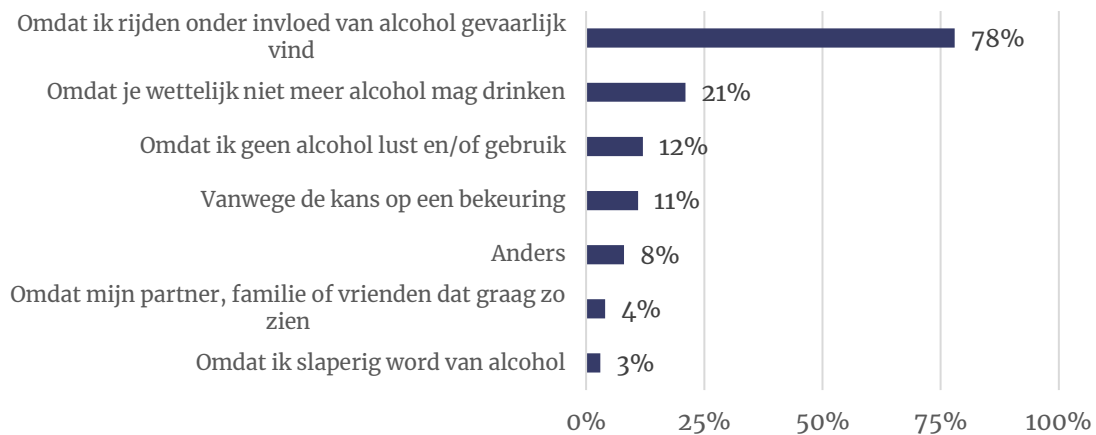 Omdat ik rijden onder invloed van alcohol gevaarlijk
vind
78%
Omdat je wettelijk niet meer alcohol mag drinken
21%
Omdat ik geen alcohol lust en/of gebruik
12%
Vanwege de kans op een bekeuring
11%
Anders
8%
Omdat mijn partner, familie of vrienden dat graag zo
zien
4%
Omdat ik slaperig word van alcohol
3%
0% 25% 50% 75% 100%